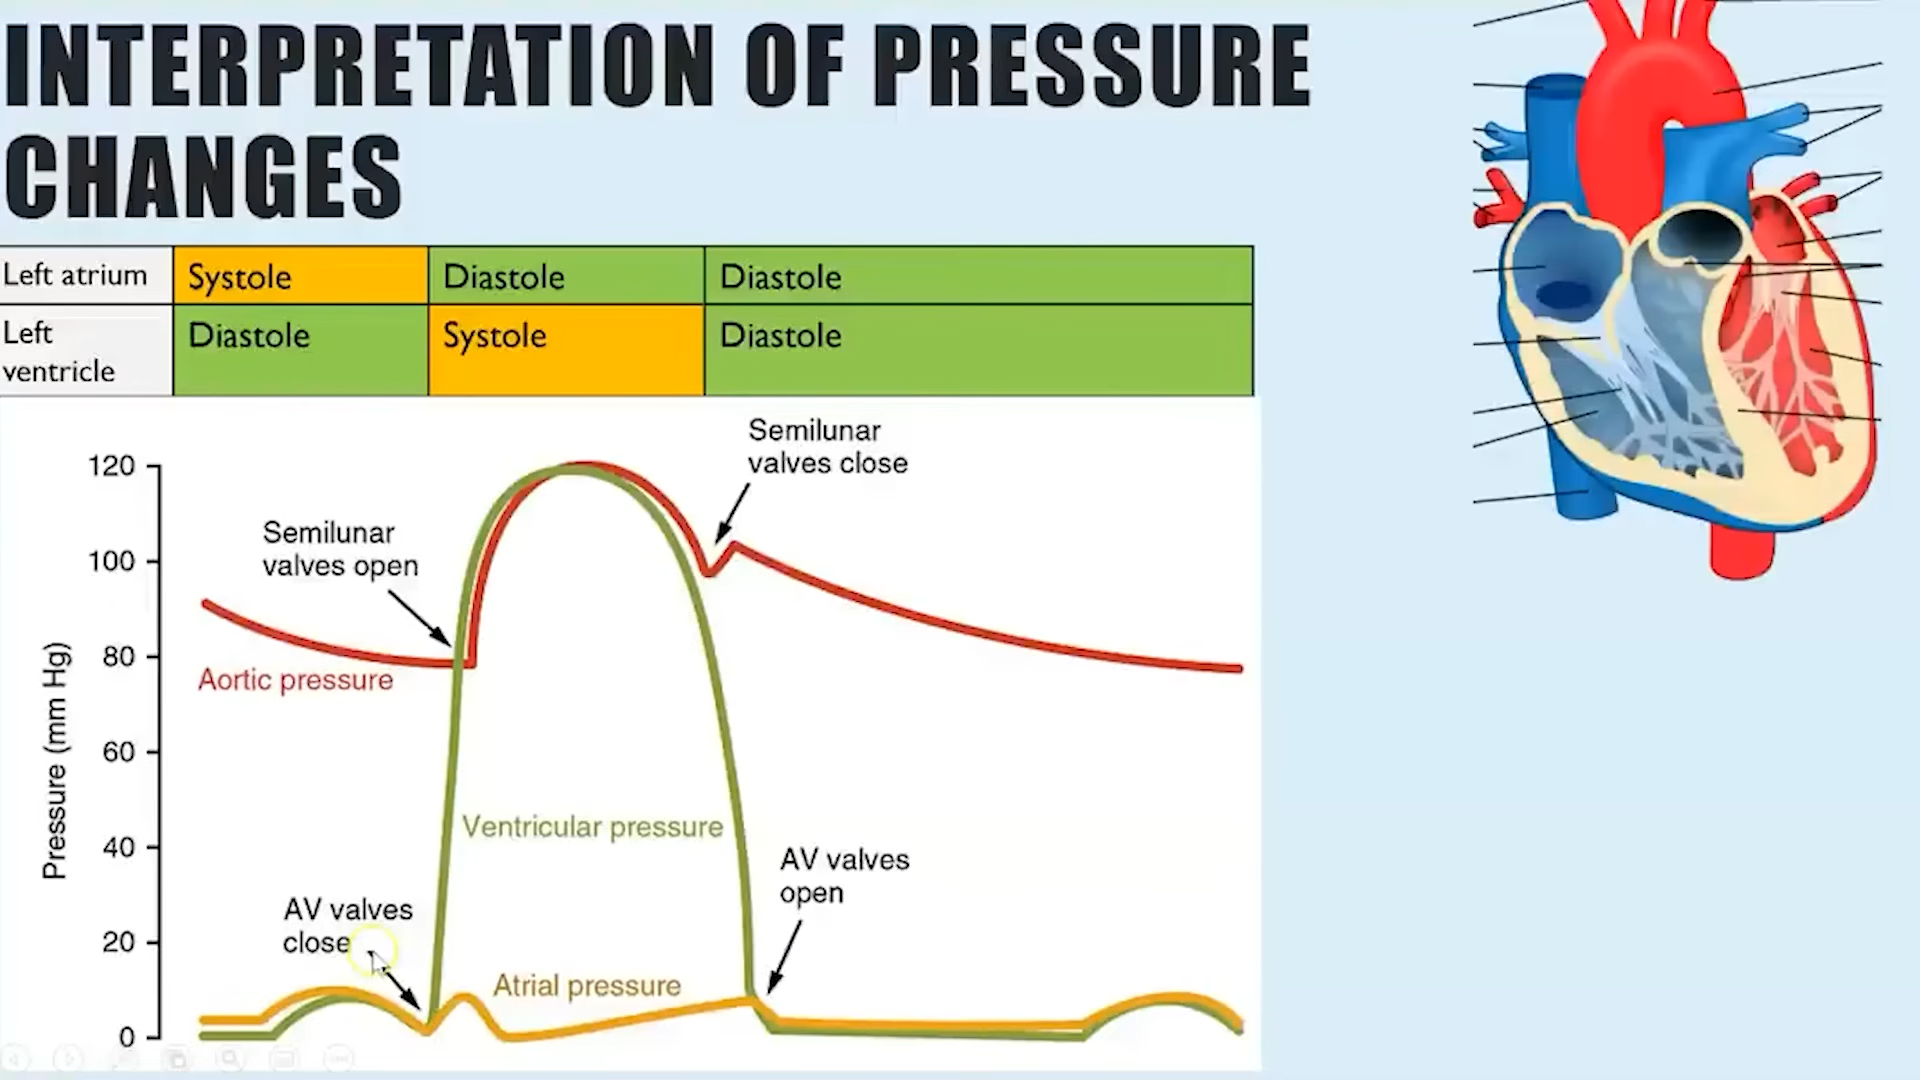 INTERPRETATION OF PRESSURE
CHANGES
Left atrium Systole Diastole Diastole
Left
ventricle Diastole Systole Diastole
Semilunar
valves close
120
Semilunar
valves open
100
80
Aortic pressure
Pressure (mm Hg)
60
Ventricular pressure
40
AV valves
open
AV valves
close
20
Atrial pressure
0